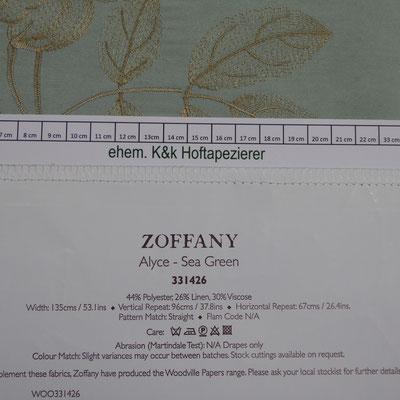 7 cm 8 cm 9 cm 10 cm 11 cm 12 cm 13cm 14 cm 15 cm 16 cm 17 cm 18 cm 19 cm 20 cm 21 cm 22 cm 33 cm
ehem. K&k Hoftapezierer
ZOFFANY
Alyce - Sea Green
331426
44% Polyester, 26% Linen, 30% Viscose
Width: 135cms / 53.1ins ♦ Vertical Repeat: 96cms / 37.8ins ♦ Horizontal Repeat: 67cms / 26.4ins.
Pattern Match: Straight ♦ Flam Code N/A
Care:
Abrasion (Martindale Test): N/A Drapes only
Colour Match: Slight variances may occur between batches. Stock cuttings available on request.
plement these fabrics, Zoffany have produced the Woodville Papers range. Please ask your local stockist for further details
WOO331426